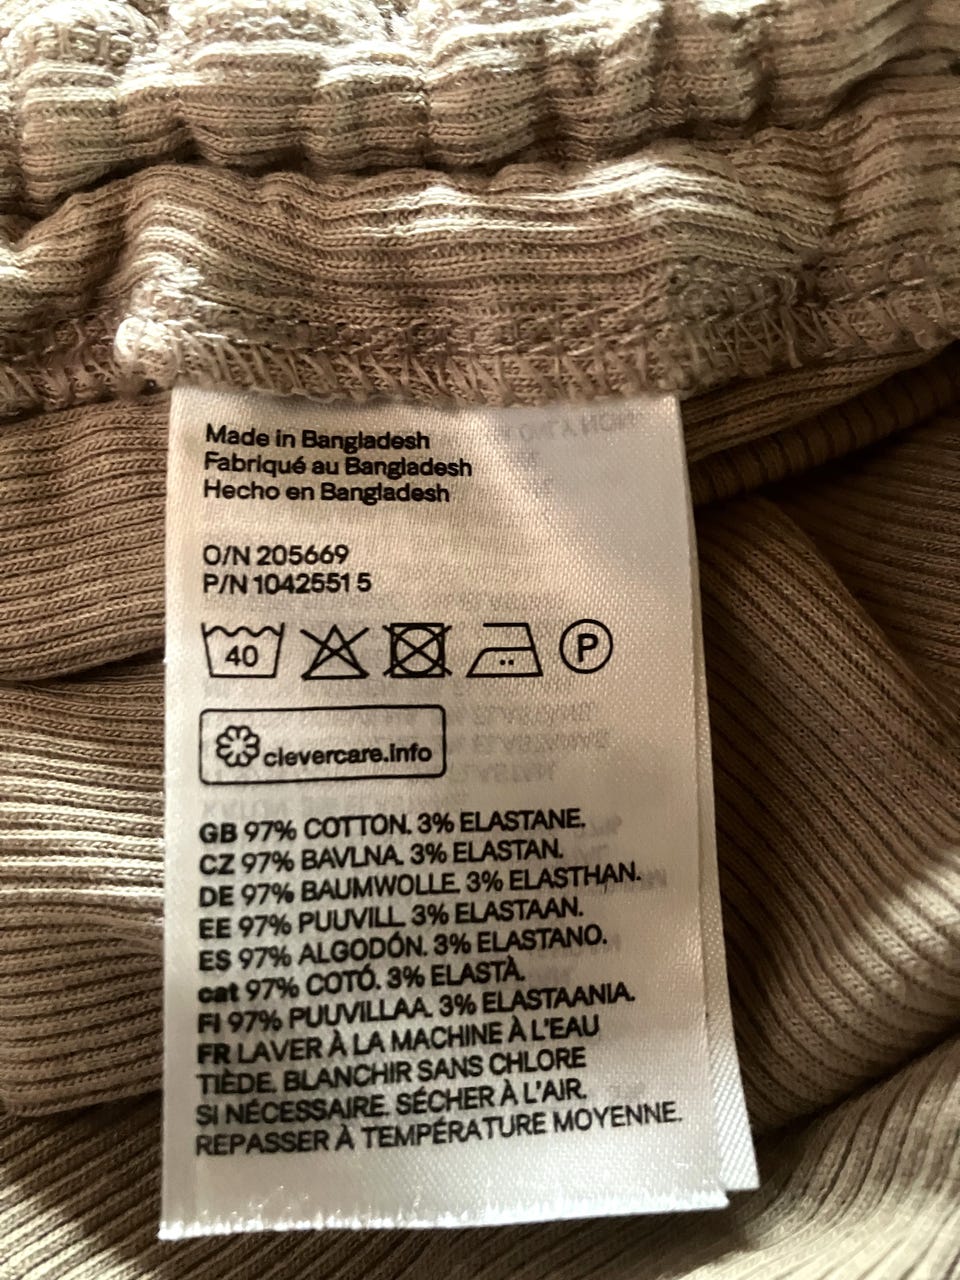 Made in Bangladesh
Fabriqué au Bangladesh
Hecho en Bangladesh
O/N 205669
P/N 10425515
40 P
clevercare.info
GB 97% COTTON. 3% ELASTANE.
CZ 97% BAVLNA. 3% ELASTAN.
DE 97% BAUMWOLLE. 3% ELASTHAN.
EE 97% PUUVILL. 3% ELASTAAN.
ES 97% ALGODÓN. 3% ELASTANO.
cat 97% COTÓ. 3% ELASTÀ.
FI 97% PUUVILLAA. 3% ELASTAANIA.
FR LAVER À LA MACHINE À L'EAU
TIÈDE. BLANCHIR SANS CHLORE
SI NÉCESSAIRE. SÉCHER À L'AIR.
REPASSER À TEMPÉRATURE MOYENNE.